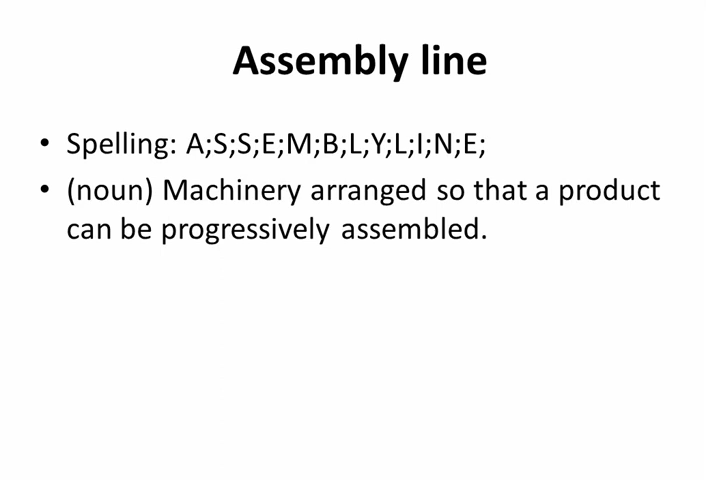 Assembly line
• Spelling: A;S;S;E;M;B;L;Y;L;I;N;E;
• (noun) Machinery arranged so that a product
can be progressively assembled.